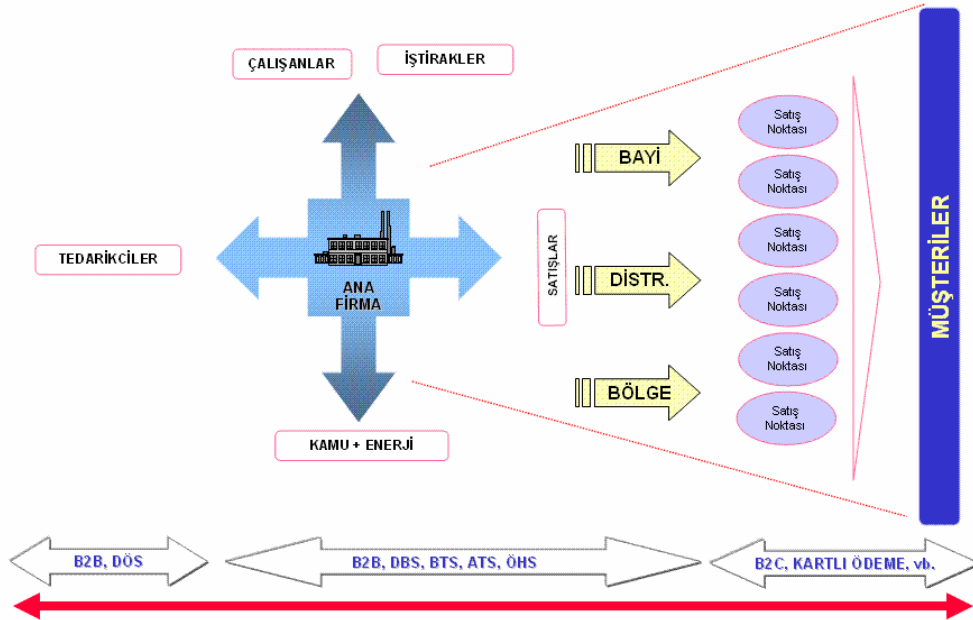 ÇALIŞANLAR
İŞTİRAKLER
TEDARİKCİLER
ANA
FİRMA
KAMU + ENERJİ
SATIŞLAR
BAYİ
DİSTR.
BÖLGE
Satış
Noktası
Satış
Noktası
Satış
Noktası
Satış
Noktası
Satış
Noktası
Satış
Noktası
MÜŞTERİLER
B2B, DÖS
B2B, DBS, BTS, ATS, ÖHS
B2C, KARTLI ÖDEME, vb.